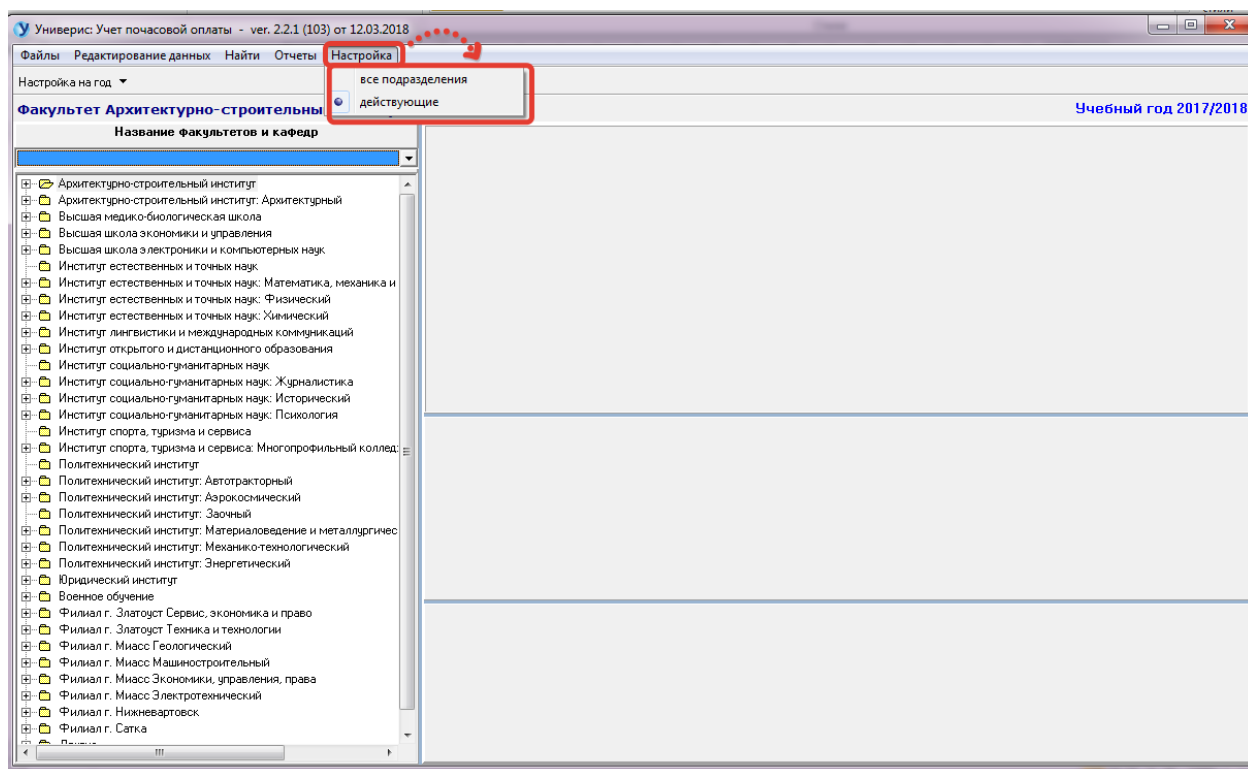 Универис: Учет почасовой оплаты - ver. 2.2.1 (103) от 12.03.2018
Файлы Редактирование данных Найти Отчеты Настройка
все подразделения
действующие
Настройка на год
Факультет Архитектурно-строительны
Учебный год 2017/2018
Название факультетов и кафедр
Архитектурно-строительный институт
Архитектурно-строительный институт: Архитектурный
Высшая медико-биологическая школа
Высшая школа экономики и управления
Высшая школа электроники и компьютерных наук
Институт естественных и точных наук
Институт естественных и точных наук: Математика, механика и
Институт естественных и точных наук: Физический
Институт естественных и точных наук: Химический
Институт лингвистики и международных коммуникаций
Институт открытого и дистанционного образования
Институт социально-гуманитарных наук
Институт социально-гуманитарных наук: Журналистика
Институт социально-гуманитарных наук: Исторический
Институт социально-гуманитарных наук: Психология
Институт спорта, туризма и сервиса
Институт спорта, туризма и сервиса: Многопрофильный коллед
Политехнический институт
Политехнический институт: Автотракторный
Политехнический институт: Аэрокосмический
Политехнический институт: Заочный
Политехнический институт: Материаловедение и металлургичес
Политехнический институт: Механико-технологический
Политехнический институт: Энергетический
Юридический институт
Военное обучение
Филиал г. Златоуст Сервис, экономика и право
Филиал г. Златоуст Техника и технологии
Филиал г. Миасс Геологический
Филиал г. Миасс Машиностроительный
Филиал г. Миасс Экономики, управления, права
Филиал г. Миасс Электротехнический
Филиал г. Нижневартовск
Филиал г. Сатка